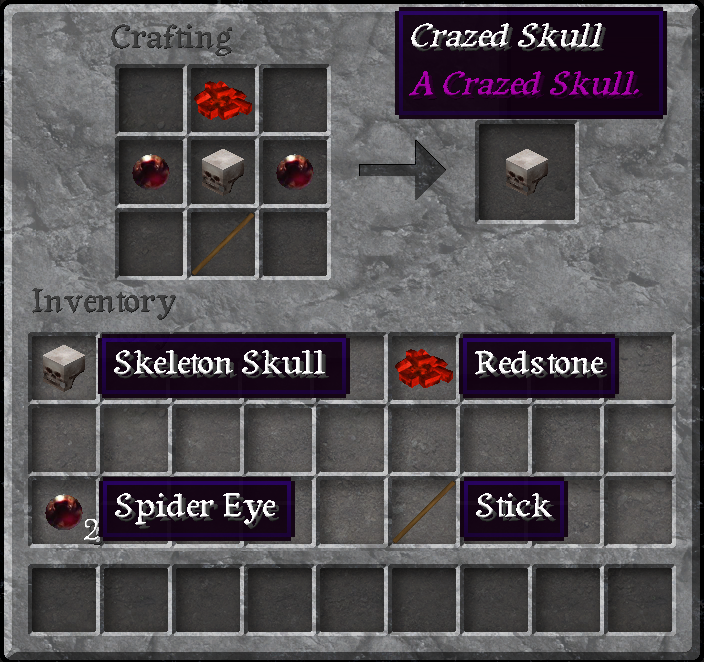 Crafting
Crazed Skull
A Crazed Skull.
Inventory
Skeleton Skull
Redstone
2
Spider Eye
Stick